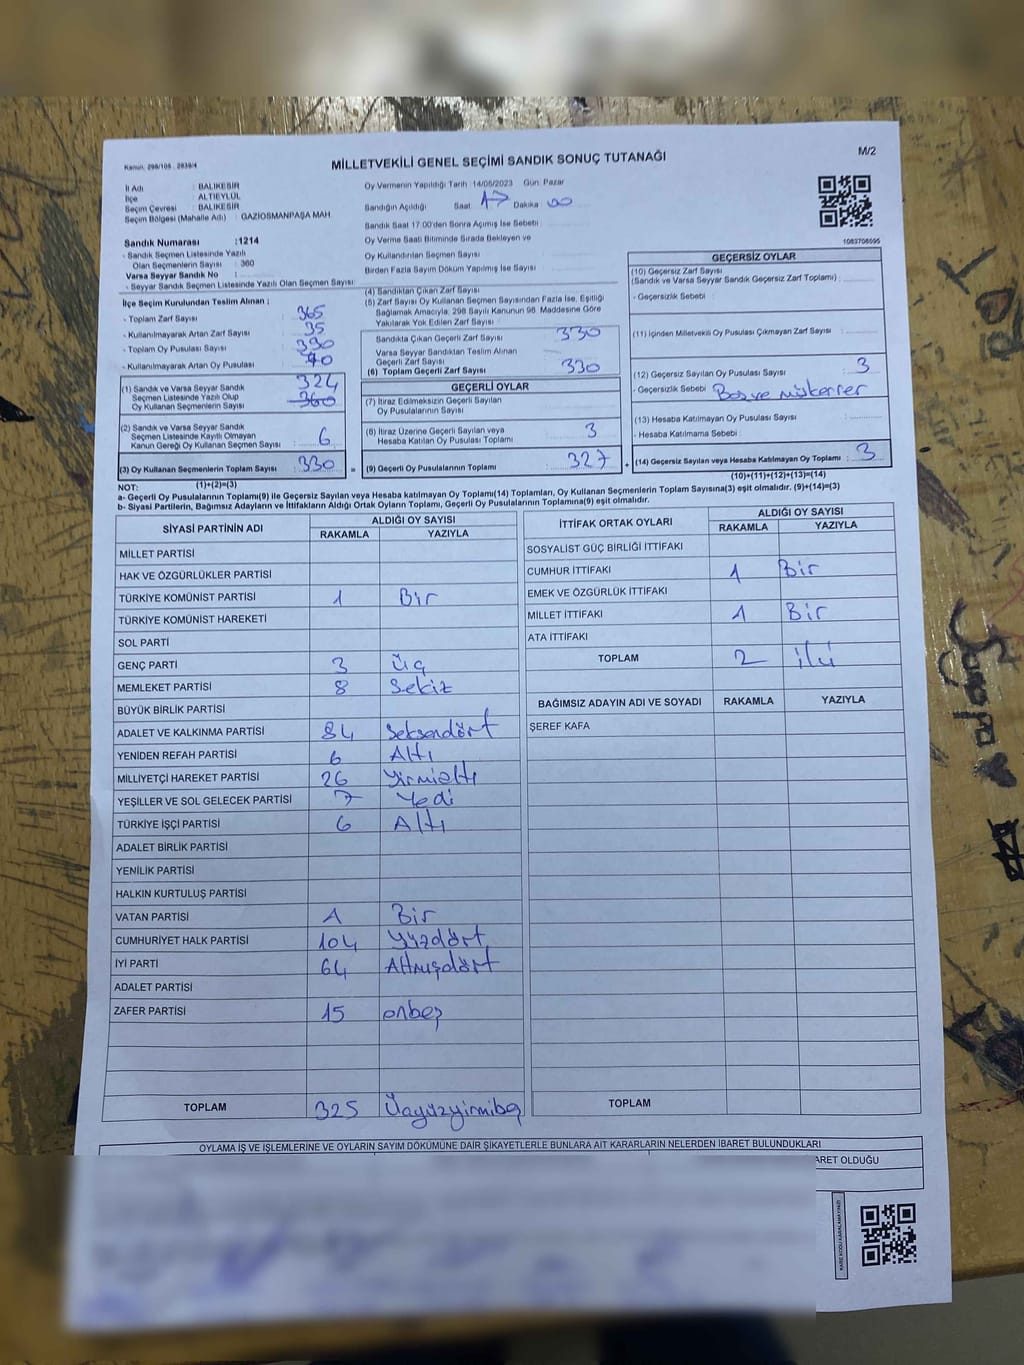 Kanun: 298/105 . 2839/4
MİLLETVEKİLİ GENEL SEÇİMİ SANDIK SONUÇ TUTANAĞI
M/2
İl Adı : BALIKESİR
İlçe : ALTIEYLÜL
Seçim Çevresi : BALIKESİR
Seçim Bölgesi (Mahalle Adı) : GAZİOSMANPAŞA MAH.
Sandık Numarası :1214
- Sandık Seçmen Listesinde Yazılı
Olan Seçmenlerin Sayısı : 360
Varsa Seyyar Sandık No :
- Seyyar Sandık Seçmen Listesinde Yazılı Olan Seçmen Sayısı:
Oy Vermenin Yapıldığı Tarih :14/05/2023 Gün: Pazar
Sandığın Açıldığı Saat: 17 Dakika: 00
Sandık Saat 17:00'den Sonra Açılmış İse Sebebi :
Oy Verme Saati Bitiminde Sırada Bekleyen ve
Oy Kullandırılan Seçmen Sayısı
Birden Fazla Sayım Döküm Yapılmış İse Sayısı
1083706595
İlçe Seçim Kurulundan Teslim Alınan ;
- Toplam Zarf Sayısı : 365
- Kullanılmayarak Artan Zarf Sayısı : 35
- Toplam Oy Pusulası Sayısı : 390
- Kullanılmayarak Artan Oy Pusulası : 40
(1) Sandık ve Varsa Seyyar Sandık
Seçmen Listesinde Yazılı Olup
Oy Kullanan Seçmenlerin Sayısı : 324 360
(2) Sandık ve Varsa Seyyar Sandık
Seçmen Listesinde Kayıtlı Olmayan
Kanun Gereği Oy Kullanan Seçmen Sayısı : 6
(3) Oy Kullanan Seçmenlerin Toplam Sayısı : 330 =
(4) Sandıktan Çıkan Zarf Sayısı
(5) Zarf Sayısı Oy Kullanan Seçmen Sayısından Fazla İse, Eşitliği
Sağlamak Amacıyla; 298 Sayılı Kanunun 98. Maddesine Göre
Yakılarak Yok Edilen Zarf Sayısı
Sandıkta Çıkan Geçerli Zarf Sayısı : 330
Varsa Seyyar Sandıktan Teslim Alınan
Geçerli Zarf Sayısı
(6) Toplam Geçerli Zarf Sayısı : 330
GEÇERLİ OYLAR
(7) İtiraz Edilmeksizin Geçerli Sayılan
Oy Pusulalarının Sayısı
(8) İtiraz Üzerine Geçerli Sayılan veya
Hesaba Katılan Oy Pusulası Toplamı : 3
(9) Geçerli Oy Pusulalarının Toplamı : 327 +
GEÇERSİZ OYLAR
(10) Geçersiz Zarf Sayısı
(Sandık ve Varsa Seyyar Sandık Geçersiz Zarf Toplamı) :
- Geçersizlik Sebebi :
(11) İçinden Milletvekili Oy Pusulası Çıkmayan Zarf Sayısı :
(12) Geçersiz Sayılan Oy Pusulası Sayısı : 3
- Geçersizlik Sebebi : Boş ve mükerrer
(13) Hesaba Katılmayan Oy Pusulası Sayısı :
- Hesaba Katılmama Sebebi :
(14) Geçersiz Sayılan veya Hesaba Katılmayan Oy Toplamı : 3
(1)+(2)=(3)
(10)+(11)+(12)+(13)=(14)
NOT:
a- Geçerli Oy Pusulalarının Toplamı(9) ile Geçersiz Sayılan veya Hesaba Katılmayan Oy Toplamı(14) Toplamları, Oy Kullanan Seçmenlerin Toplam Sayısına(3) eşit olmalıdır. (9)+(14)=(3)
b- Siyasi Partilerin, Bağımsız Adayların ve İttifakların Aldığı Ortak Oyların Toplamı, Geçerli Oy Pusulalarının Toplamına(9) eşit olmalıdır.
SİYASİ PARTİNİN ADI ALDIĞI OY SAYISI
RAKAMLA YAZIYLA
MİLLET PARTİSİ
HAK VE ÖZGÜRLÜKLER PARTİSİ
TÜRKİYE KOMÜNİST PARTİSİ 1 Bir
TÜRKİYE KOMÜNİST HAREKETİ
SOL PARTİ
GENÇ PARTİ 3 Üç
MEMLEKET PARTİSİ 8 Sekiz
BÜYÜK BİRLİK PARTİSİ
ADALET VE KALKINMA PARTİSİ 84 Seksendört
YENİDEN REFAH PARTİSİ 6 Altı
MİLLİYETÇİ HAREKET PARTİSİ 26 Yirmialtı
YEŞİLLER VE SOL GELECEK PARTİSİ 7 Yedi
TÜRKİYE İŞÇİ PARTİSİ 6 Altı
ADALET BİRLİK PARTİSİ
YENİLİK PARTİSİ
HALKIN KURTULUŞ PARTİSİ
VATAN PARTİSİ 1 Bir
CUMHURİYET HALK PARTİSİ 104 Yüzdört
İYİ PARTİ 64 Altmışdört
ADALET PARTİSİ
ZAFER PARTİSİ 15 onbeş
TOPLAM 325 Üçyüzyirmibeş
İTTİFAK ORTAK OYLARI ALDIĞI OY SAYISI
RAKAMLA YAZIYLA
SOSYALİST GÜÇ BİRLİĞİ İTTİFAKI
CUMHUR İTTİFAKI 1 Bir
EMEK VE ÖZGÜRLÜK İTTİFAKI
MİLLET İTTİFAKI 1 Bir
ATA İTTİFAKI
TOPLAM 2 iki
BAĞIMSIZ ADAYIN ADI VE SOYADI RAKAMLA YAZIYLA
ŞEREF KAFA
TOPLAM
OYLAMA İŞ VE İŞLEMLERİNE VE OYLARIN SAYIM DÖKÜMÜNE DAİR ŞİKAYETLERLE BUNLARA AİT KARARLARIN NELERDEN İBARET BULUNDUKLARI
ARET OLDUĞU
KARE KODU KARALAMAYINIZ!